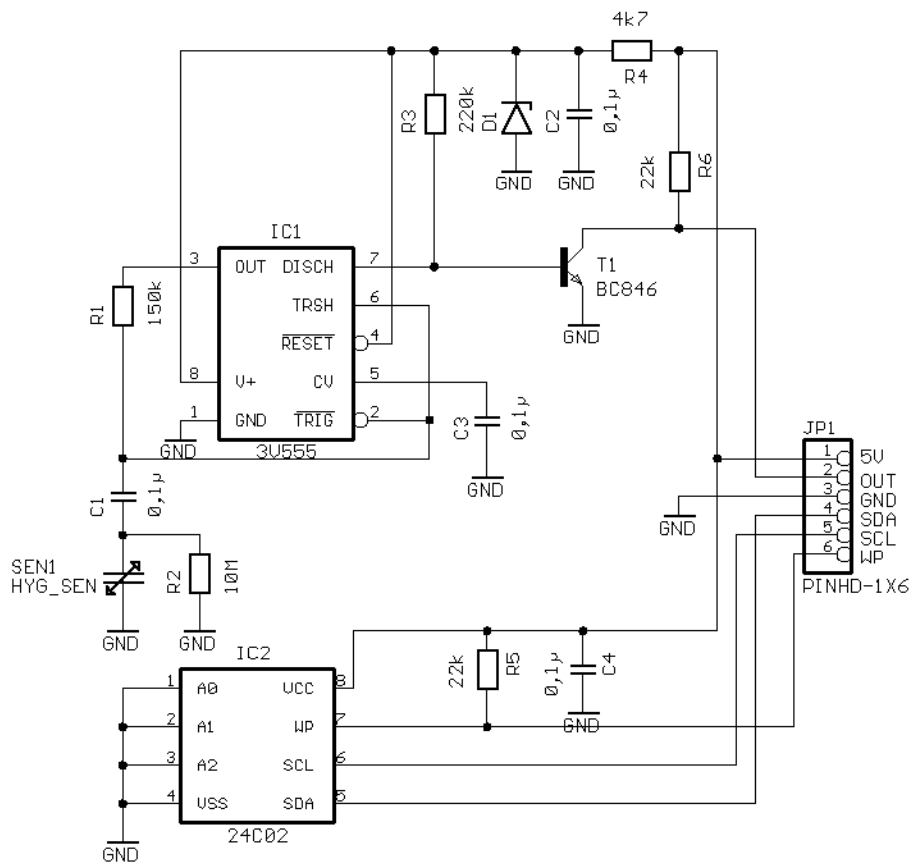 4k7
R4
R3
220k
D1
C2
0,1µ
GND
GND
22k
R6
IC1
3
OUT
DISCH
7
TRSH
6
RESET
4
8
V+
CV
5
1
GND
TRIG
2
3V555
GND
R1
150k
T1
BC846
GND
C3
0,1µ
GND
C1
0,1µ
SEN1
HYG_SEN
R2
10M
GND
GND
JP1
1
5V
2
OUT
3
GND
4
SDA
5
SCL
6
WP
PINHD-1X6
GND
IC2
1
A0
VCC
8
2
A1
WP
7
3
A2
SCL
6
4
VSS
SDA
5
24C02
GND
22k
R5
0,1µ
C4
GND